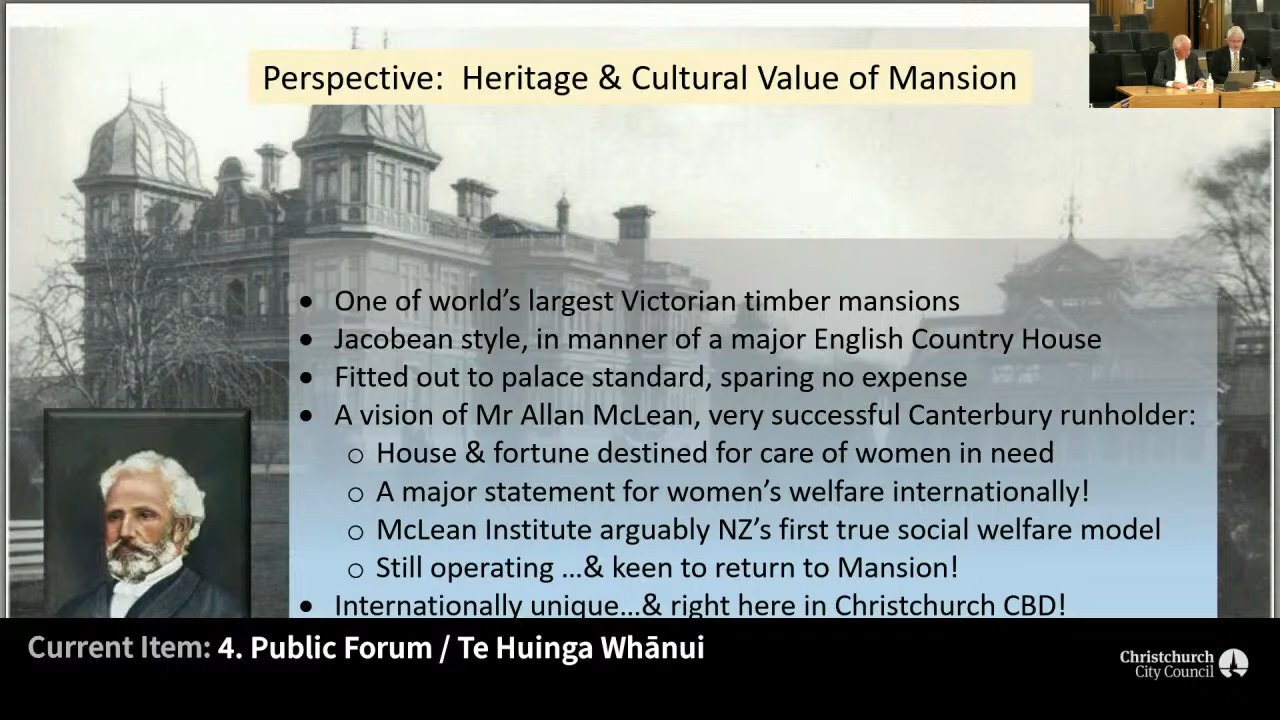 Perspective: Heritage & Cultural Value of Mansion
• One of world's largest Victorian timber mansions
• Jacobean style, in manner of a major English Country House
• Fitted out to palace standard, sparing no expense
• A vision of Mr Allan McLean, very successful Canterbury runholder:
○ House & fortune destined for care of women in need
○ A major statement for women's welfare internationally!
○ McLean Institute arguably NZ's first true social welfare model
○ Still operating ...& keen to return to Mansion!
• Internationally unique...& right here in Christchurch CBD!
Current Item: 4. Public Forum / Te Huinga Whānui
Christchurch
City Council